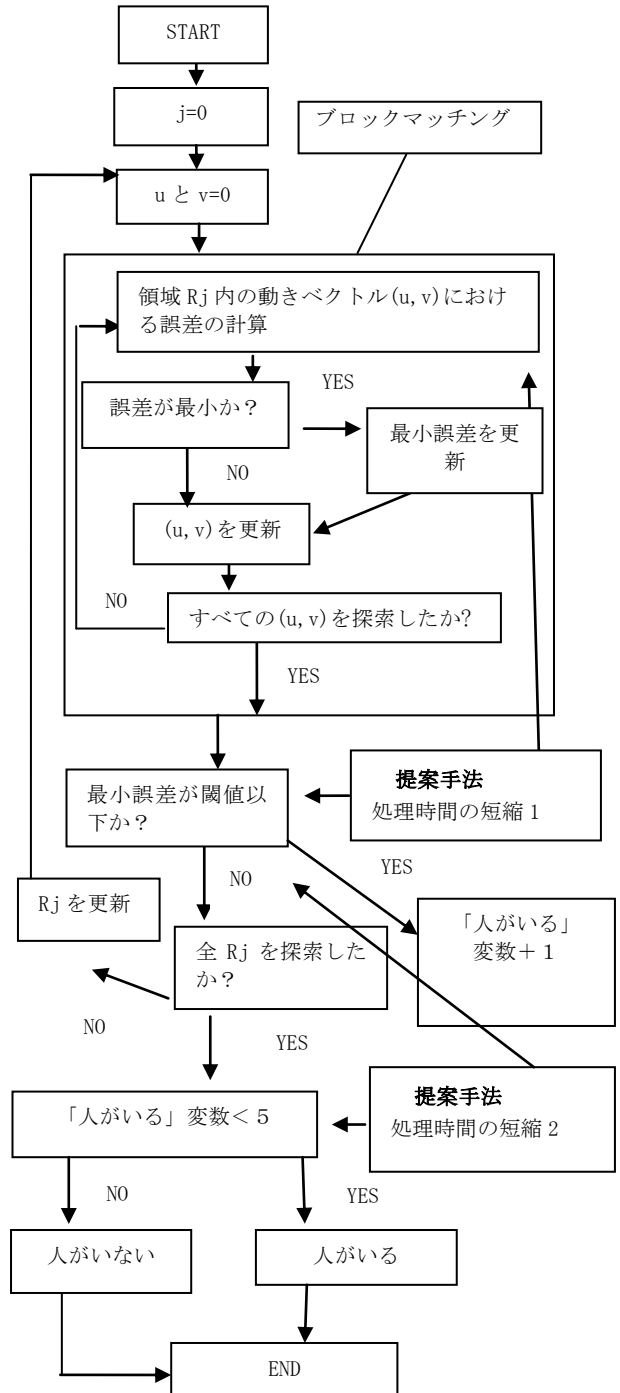 START
j=0
ブロックマッチング
u と v=0
領域 Rj 内の動きベクトル(u,v)におけ
る誤差の計算
YES
誤差が最小か？
最小誤差を更
新
NO
(u,v)を更新
NO
すべての(u,v)を探索したか?
YES
提案手法
処理時間の短縮 1
最小誤差が閾値以
下か？
YES
NO
Rj を更新
「人がいる」
変数＋１
全 Rj を探索した
か？
NO
YES
提案手法
処理時間の短縮 2
「人がいる」変数＜５
NO
YES
人がいない
人がいる
END